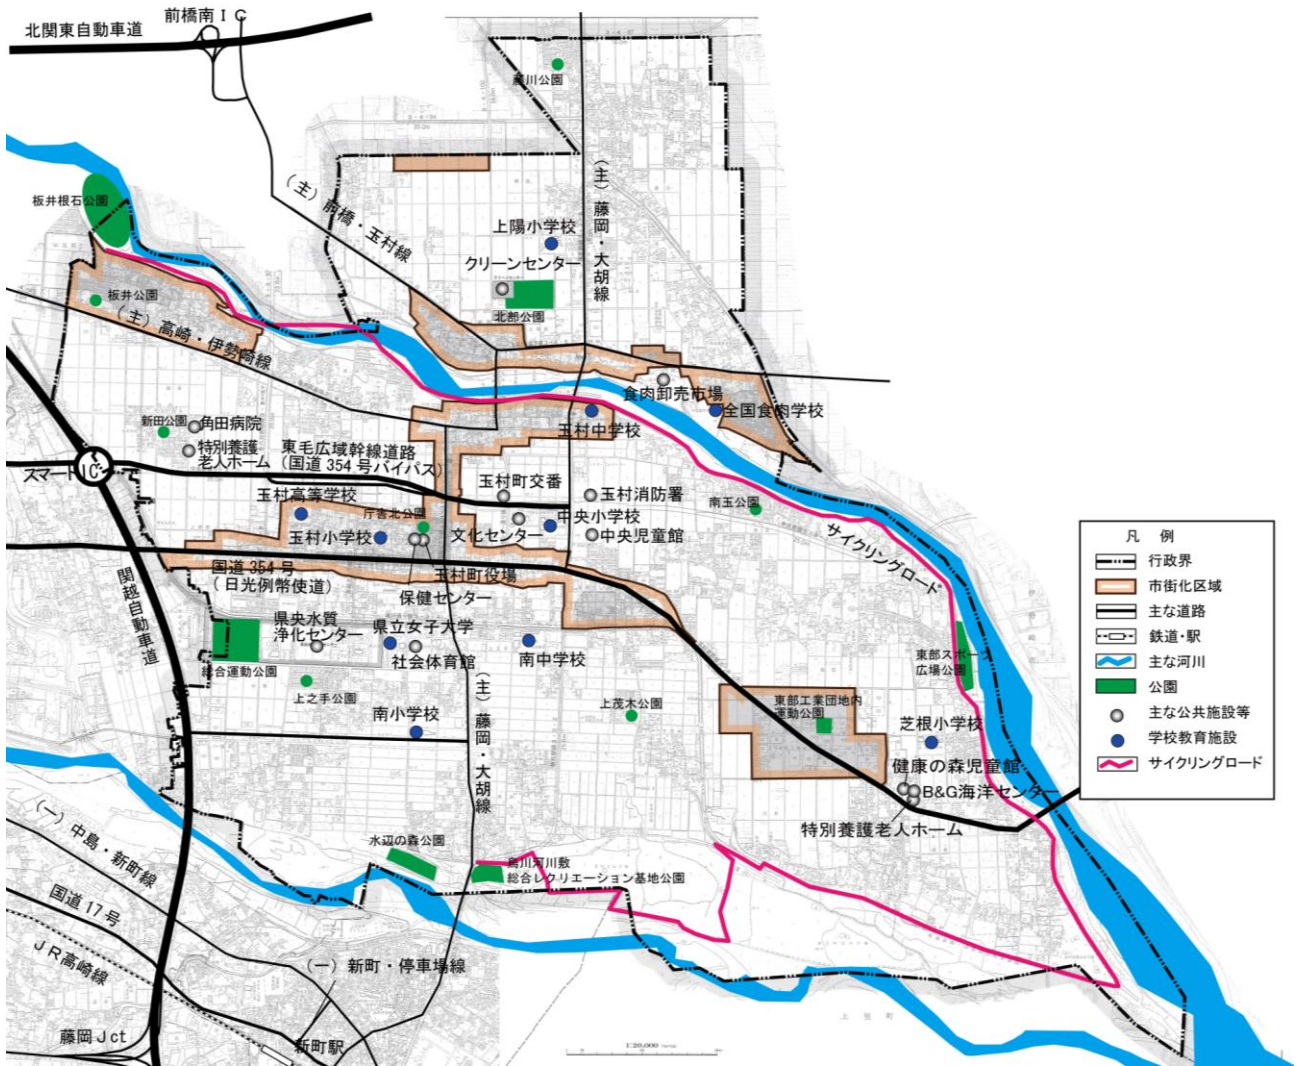 前橋南IC
北関東自動車道
藤川公園
(主)前橋・玉村線
(主)藤岡・大胡線
板井根石公園
上陽小学校
クリーンセンター
北部公園
板井公園
(主)高崎・伊勢崎線
食肉卸売市場
全国食肉学校
玉村中学校
新田公園
角田病院
特別養護
老人ホーム
東毛広域幹線道路
(国道354号バイパス)
スマートIC
玉村町交番
玉村消防署
南玉公園
玉村高等学校
庁舎北公園
文化センター
中央小学校
中央児童館
玉村小学校
サイクリングロード
国道354号
(日光例幣使道)
玉村町役場
保健センター
関越自動車道
県央水質
浄化センター
県立女子大学
社会体育館
南中学校
総合運動公園
上之手公園
東部スポーツ
広場公園
上茂木公園
東部工業団地内
運動公園
芝根小学校
南小学校
(主)藤岡・大胡線
健康の森児童館
B&G海洋センター
特別養護老人ホーム
水辺の森公園
烏川河川敷
総合レクリエーション基地公園
(一)中島・新町線
国道17号
JR高崎線
(一)新町・停車場線
藤岡Jct
新町駅
上里町
1:20,000
凡例
行政界
市街化区域
主な道路
鉄道・駅
主な河川
公園
主な公共施設等
学校教育施設
サイクリングロード